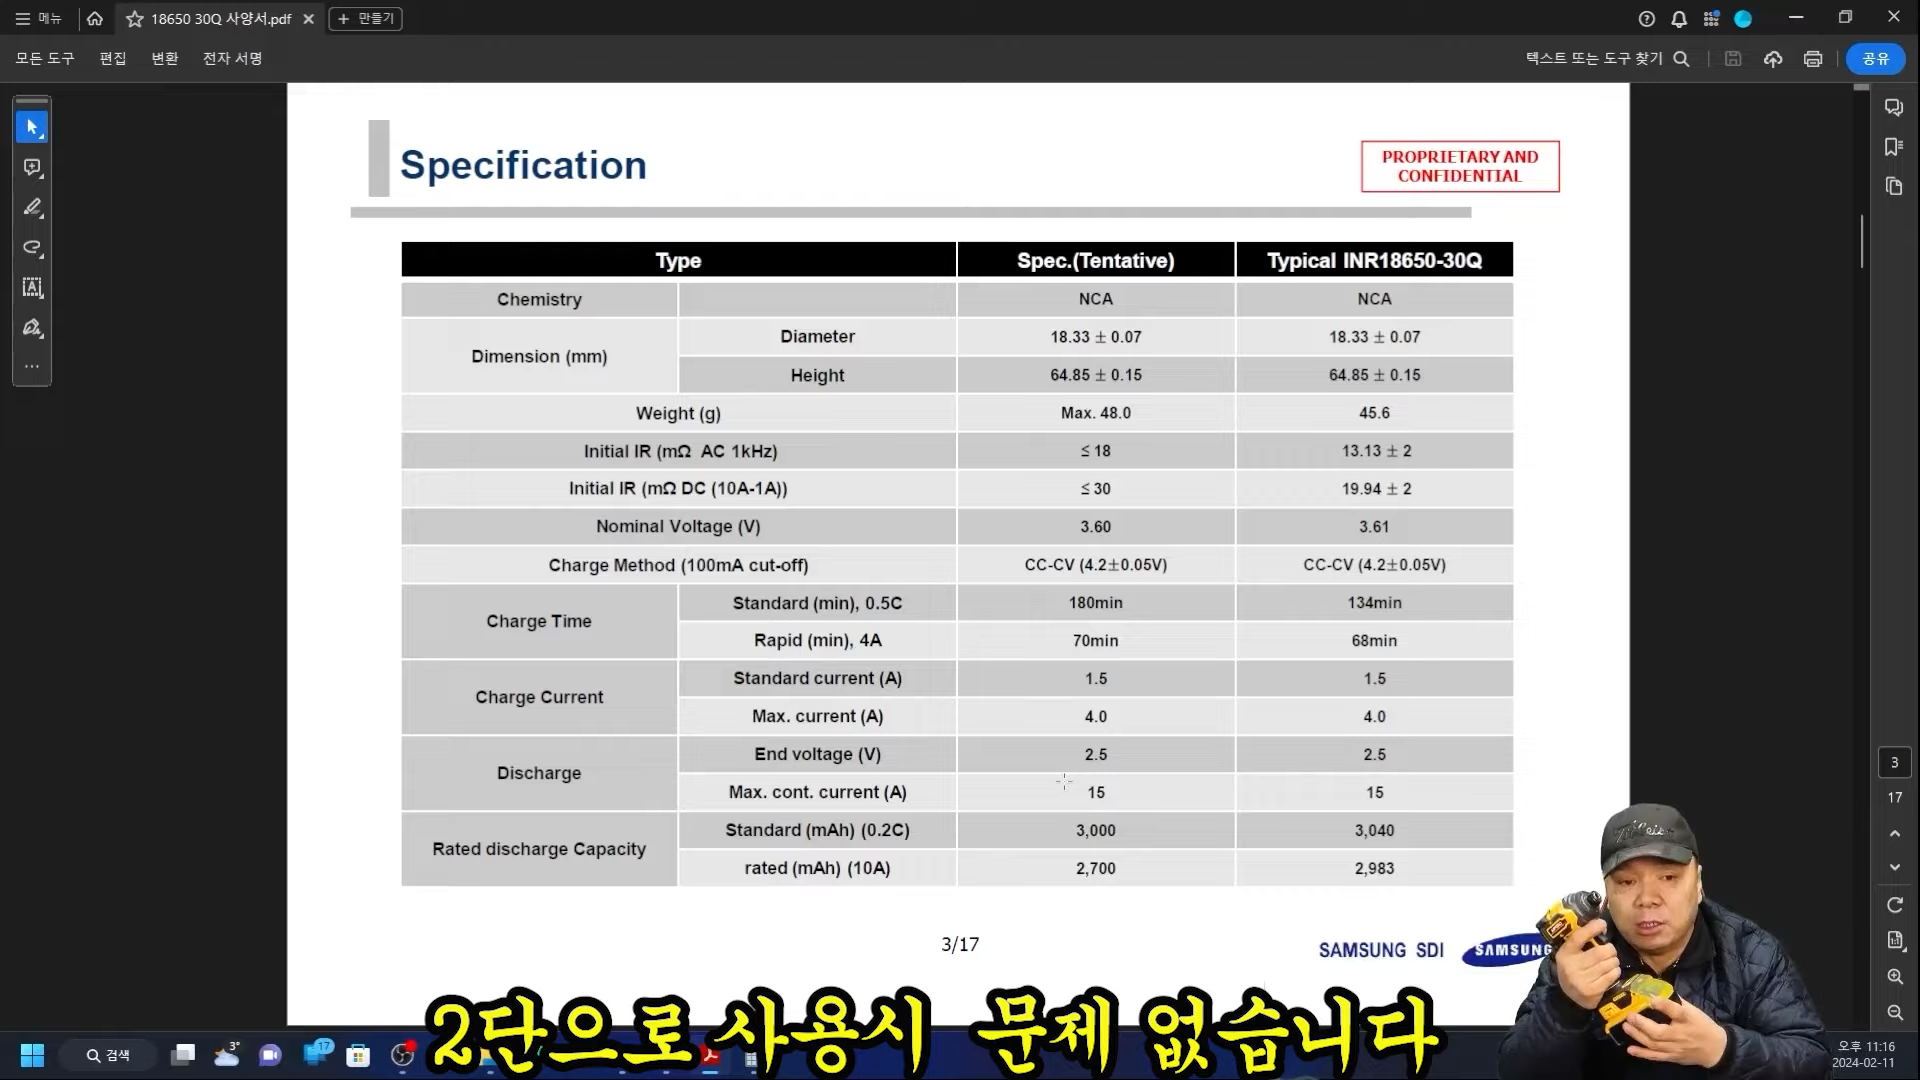 메뉴
18650 30Q 사양서.pdf
만들기
모든 도구 편집 변환 전자 서명
텍스트 또는 도구 찾기
공유
Specification
PROPRIETARY AND
CONFIDENTIAL
Type Spec.(Tentative) Typical INR18650-30Q
Chemistry NCA NCA
Dimension (mm) Diameter 18.33 ± 0.07 18.33 ± 0.07
Height 64.85 ± 0.15 64.85 ± 0.15
Weight (g) Max. 48.0 45.6
Initial IR (mΩ AC 1kHz) ≤ 18 13.13 ± 2
Initial IR (mΩ DC (10A-1A)) ≤ 30 19.94 ± 2
Nominal Voltage (V) 3.60 3.61
Charge Method (100mA cut-off) CC-CV (4.2±0.05V) CC-CV (4.2±0.05V)
Charge Time Standard (min), 0.5C 180min 134min
Rapid (min), 4A 70min 68min
Charge Current Standard current (A) 1.5 1.5
Max. current (A) 4.0 4.0
Discharge End voltage (V) 2.5 2.5
Max. cont. current (A) 15 15
Rated discharge Capacity Standard (mAh) (0.2C) 3,000 3,040
rated (mAh) (10A) 2,700 2,983
3
17
3/17
SAMSUNG SDI SAMSUNG
2단으로 사용시 문제 없습니다
검색
3°
17
오후 11:16
2024-02-11